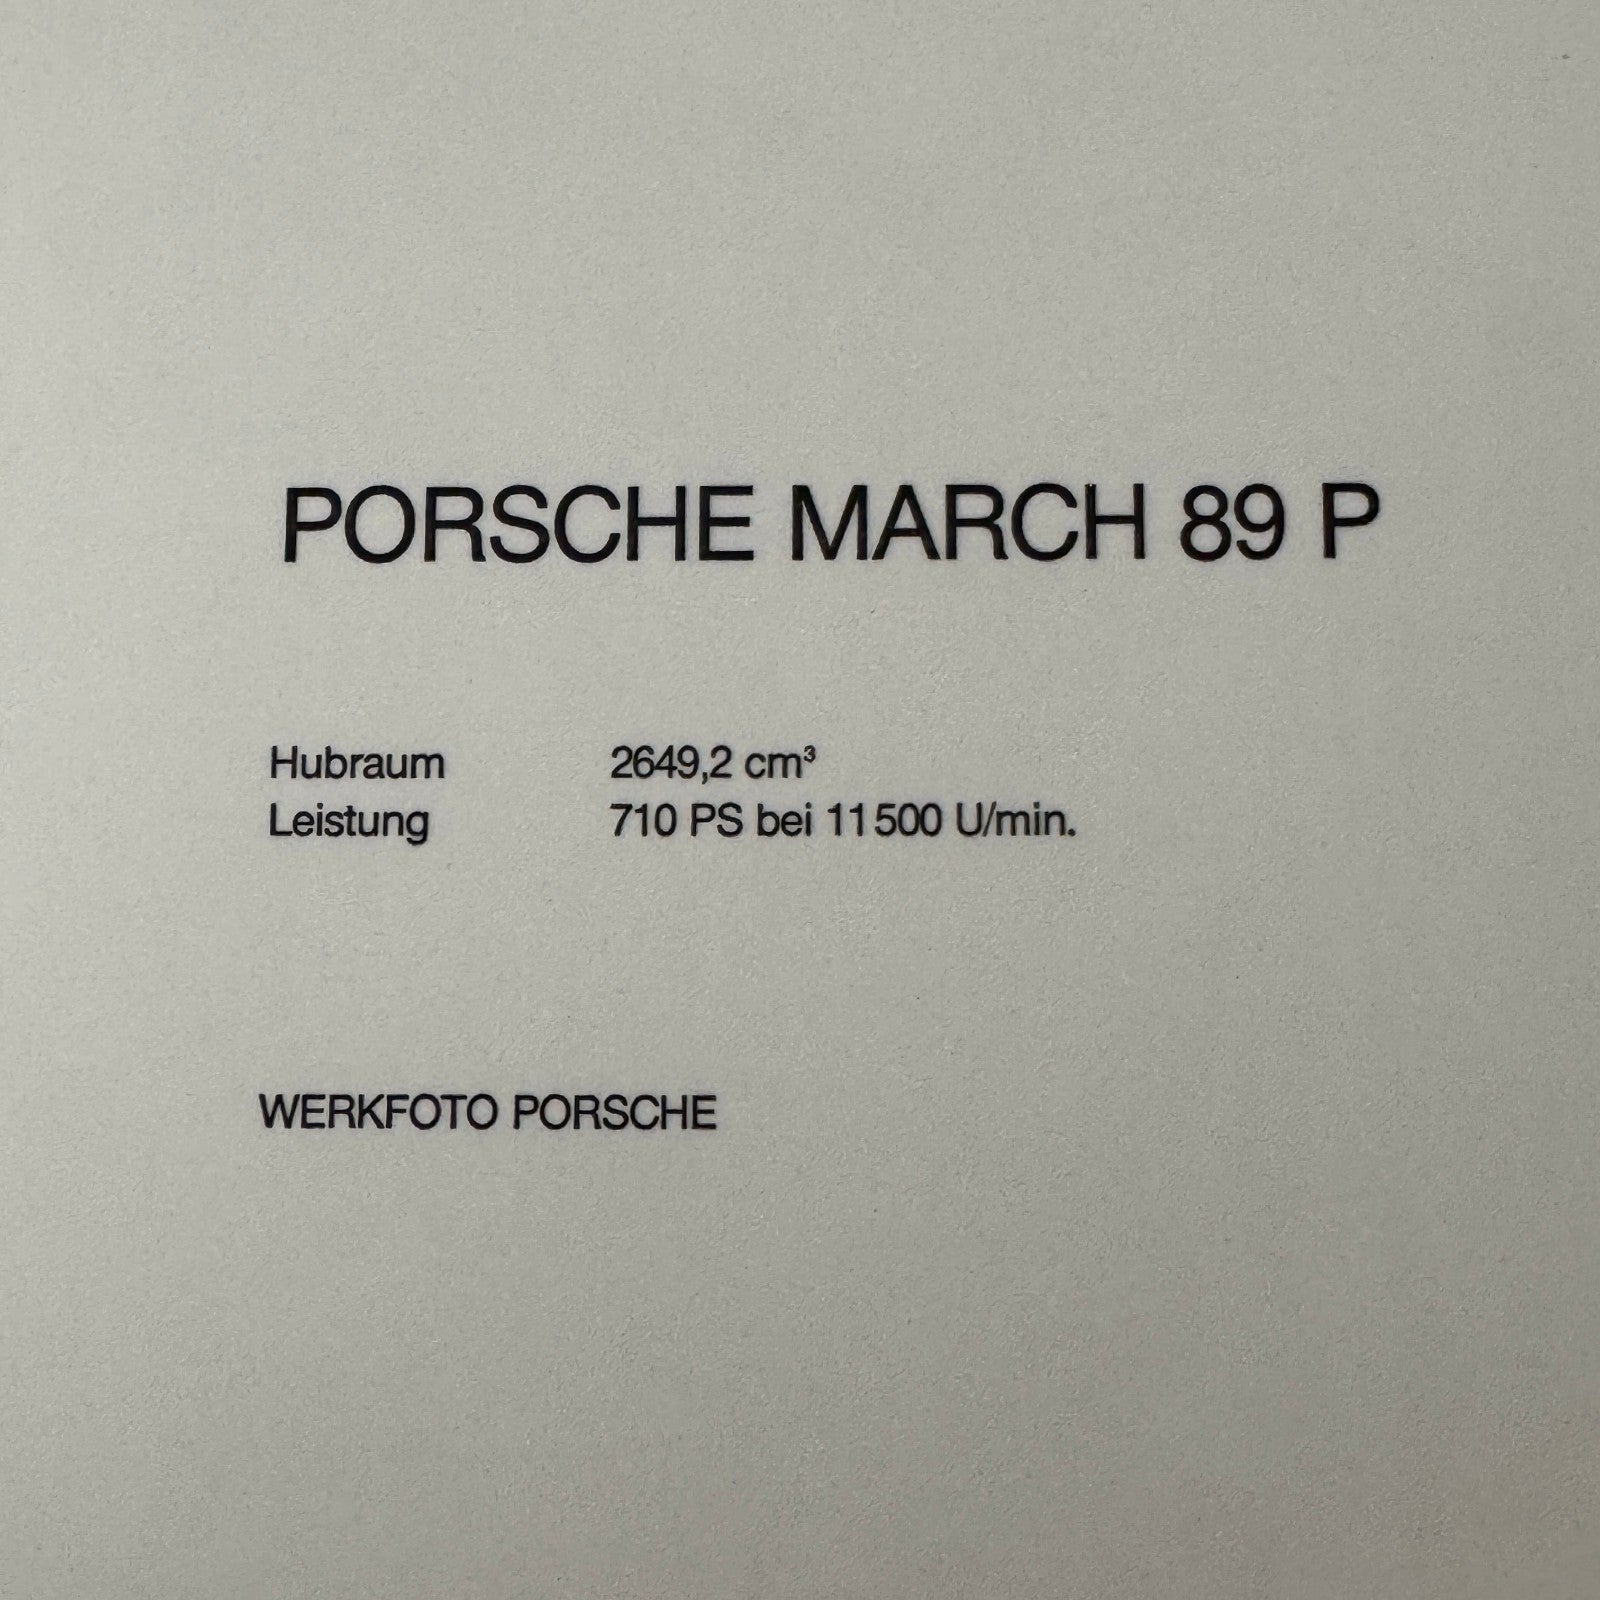 PORSCHE MARCH 89 P
Hubraum 2649,2 cm³
Leistung 710 PS bei 11500 U/min.
WERKFOTO PORSCHE